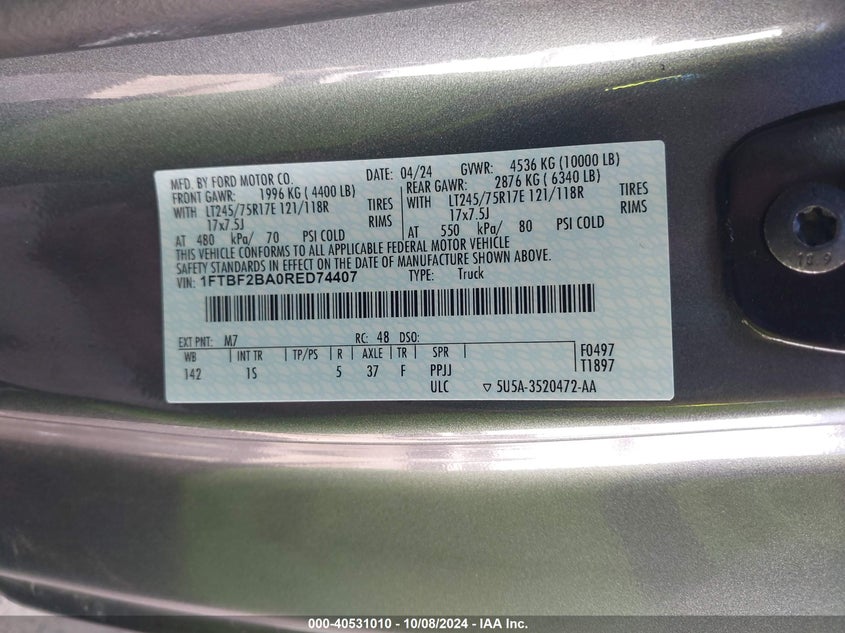 MFD. BY FORD MOTOR CO. DATE: 04/24 GVWR: 4536 KG (10000 LB)
FRONT GAWR: 1996 KG (4400 LB) REAR GAWR: 2876 KG (6340 LB)
WITH LT245/75R17E 121/118R TIRES WITH LT245/75R17E 121/118R TIRES
17x7.5J RIMS 17x7.5J RIMS
AT 480 kPa/ 70 PSI COLD AT 550 kPa/ 80 PSI COLD
THIS VEHICLE CONFORMS TO ALL APPLICABLE FEDERAL MOTOR VEHICLE
SAFETY STANDARDS IN EFFECT ON THE DATE OF MANUFACTURE SHOWN ABOVE.
VIN: 1FTBF2BA0RED74407 TYPE: Truck
EXT PNT: M7 RC: 48 DSO:
WB INT TR TP/PS R AXLE TR SPR F0497
142 1S 5 37 F PPJJ T1897
ULC ▽ 5U5A-3520472-AA
10.9
000-40531010 - 10/08/2024 - IAA Inc.